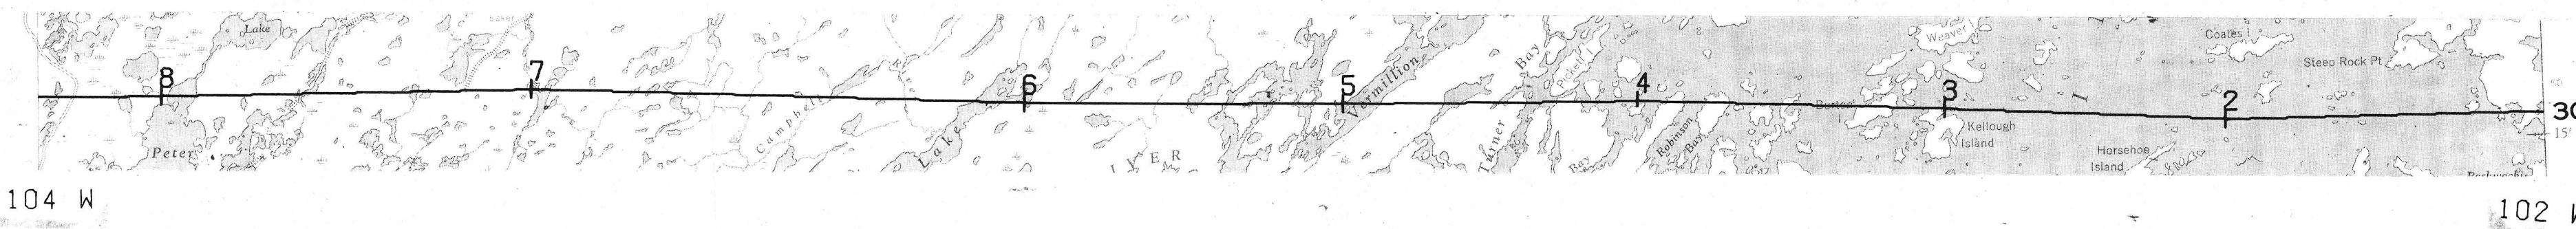 Lake
Weaver I
Coates I
Steep Rock Pt
Bay
Pickett I
Vermillion
8
7
6
5
4
3
2
30
15'
Campbell
Lake
Turner
Robinson
Bay
Bay
Kellough
Island
I
Horsehoe
Island
Peter
IVER
104 W
102 W